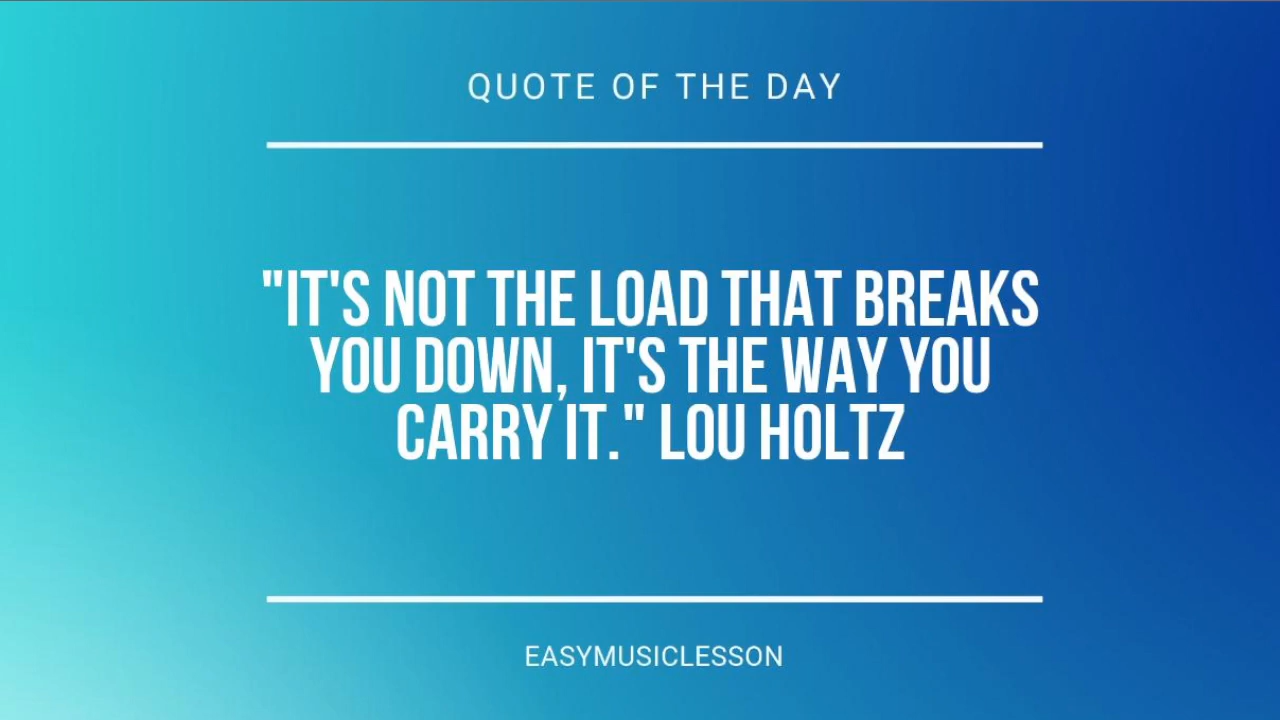 QUOTE OF THE DAY
"IT'S NOT THE LOAD THAT BREAKS
YOU DOWN, IT'S THE WAY YOU
CARRY IT." LOU HOLTZ
EASYMUSICLESSON